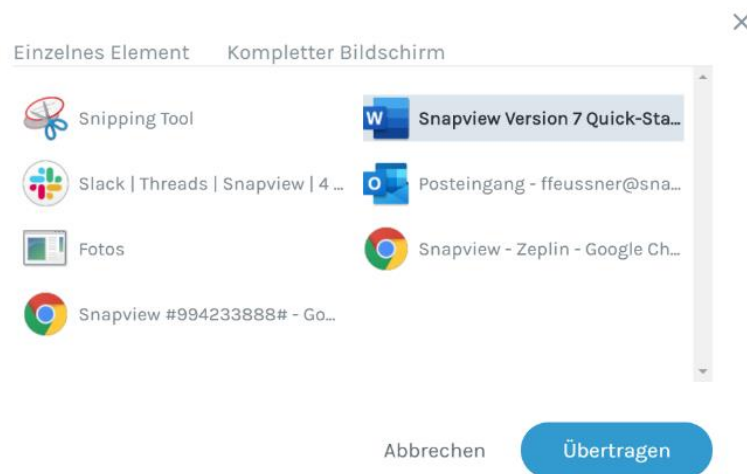 Einzelnes Element Kompletter Bildschirm
Snipping Tool
Snapview Version 7 Quick-Sta...
Slack | Threads | Snapview | 4 ...
Posteingang - ffeussner@sna...
Fotos
Snapview - Zeplin - Google Ch...
Snapview #994233888# - Go...
Abbrechen
Übertragen